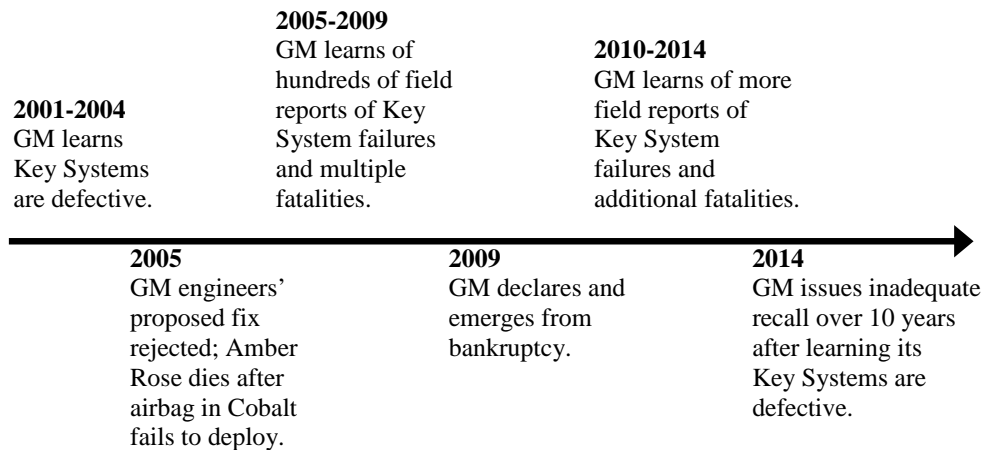 2001-2004
GM learns
Key Systems
are defective.
2005-2009
GM learns of
hundreds of field
reports of Key
System failures
and multiple
fatalities.
2010-2014
GM learns of more
field reports of
Key System
failures and
additional fatalities.
2005
GM engineers’
proposed fix
rejected; Amber
Rose dies after
airbag in Cobalt
fails to deploy.
2009
GM declares and
emerges from
bankruptcy.
2014
GM issues inadequate
recall over 10 years
after learning its
Key Systems are
defective.